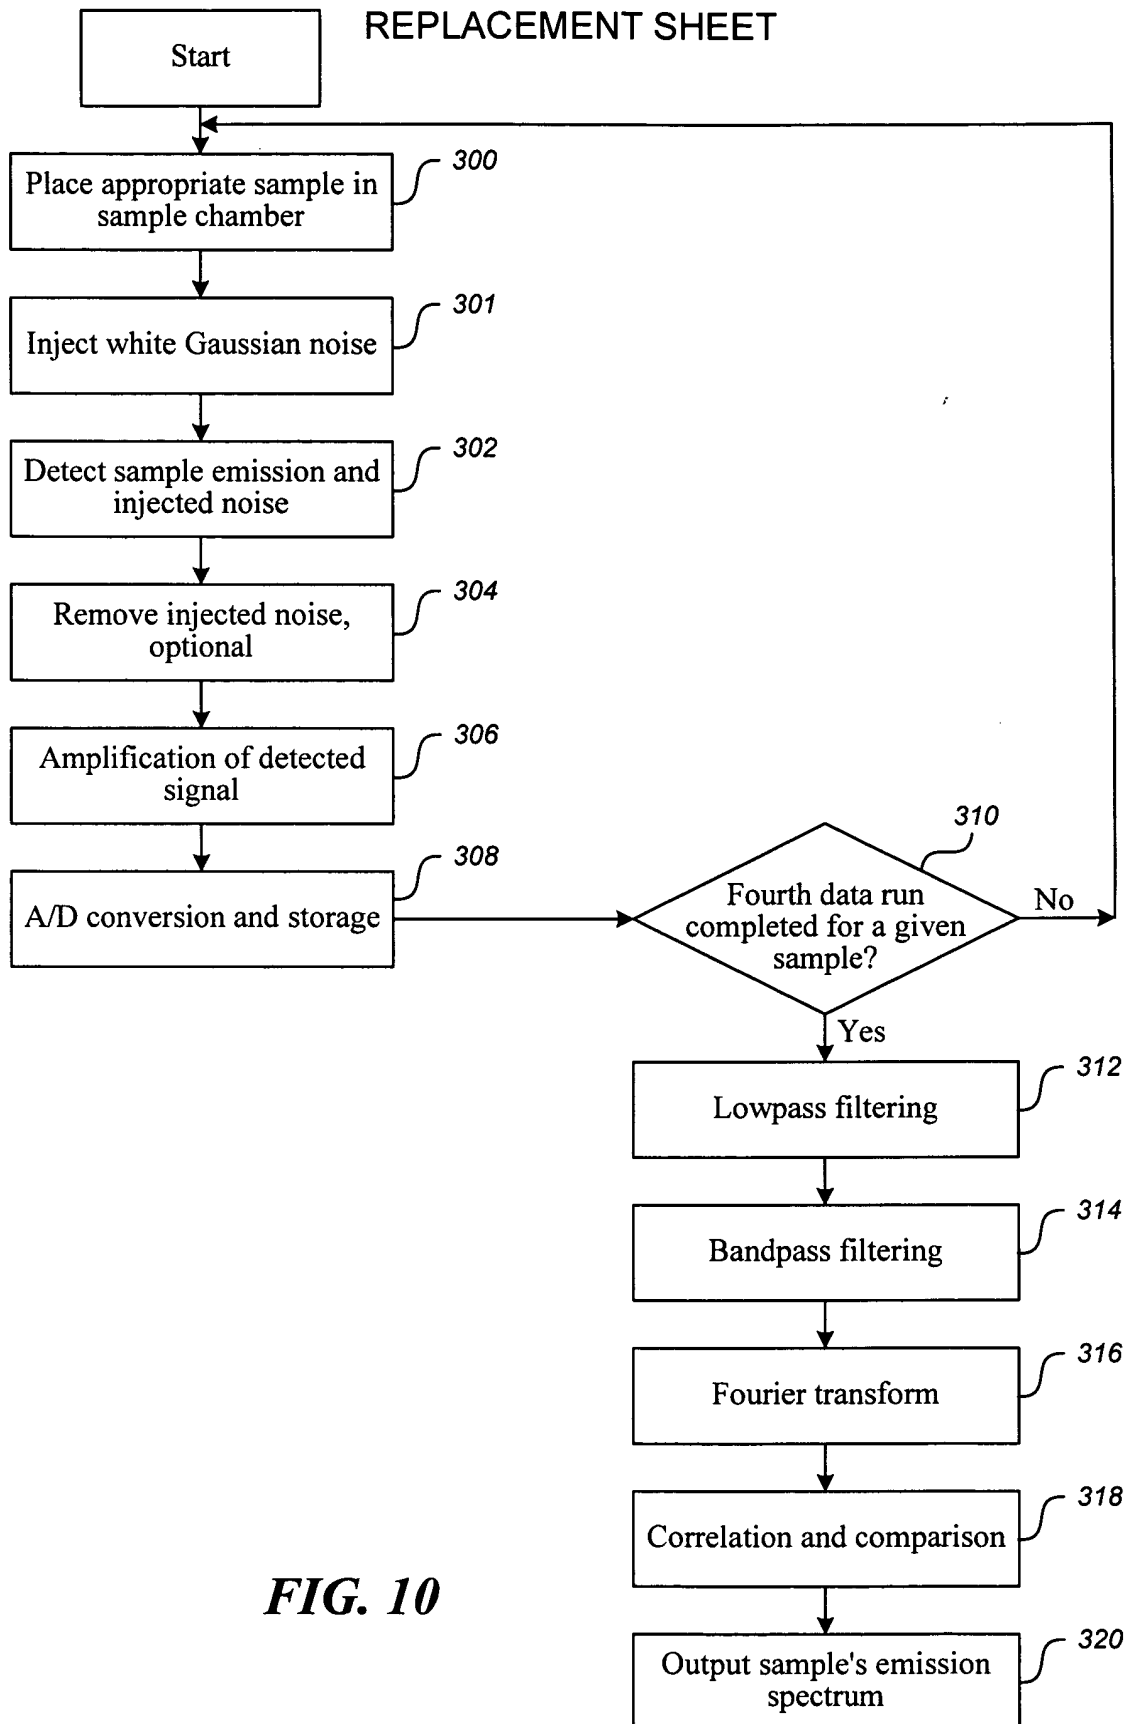 REPLACEMENT SHEET
Start
Place appropriate sample in
sample chamber
300
Inject white Gaussian noise
301
Detect sample emission and
injected noise
302
Remove injected noise,
optional
304
Amplification of detected
signal
306
A/D conversion and storage
308
Fourth data run
completed for a given
sample?
310
No
Yes
Lowpass filtering
312
Bandpass filtering
314
Fourier transform
316
Correlation and comparison
318
Output sample's emission
spectrum
320
FIG. 10